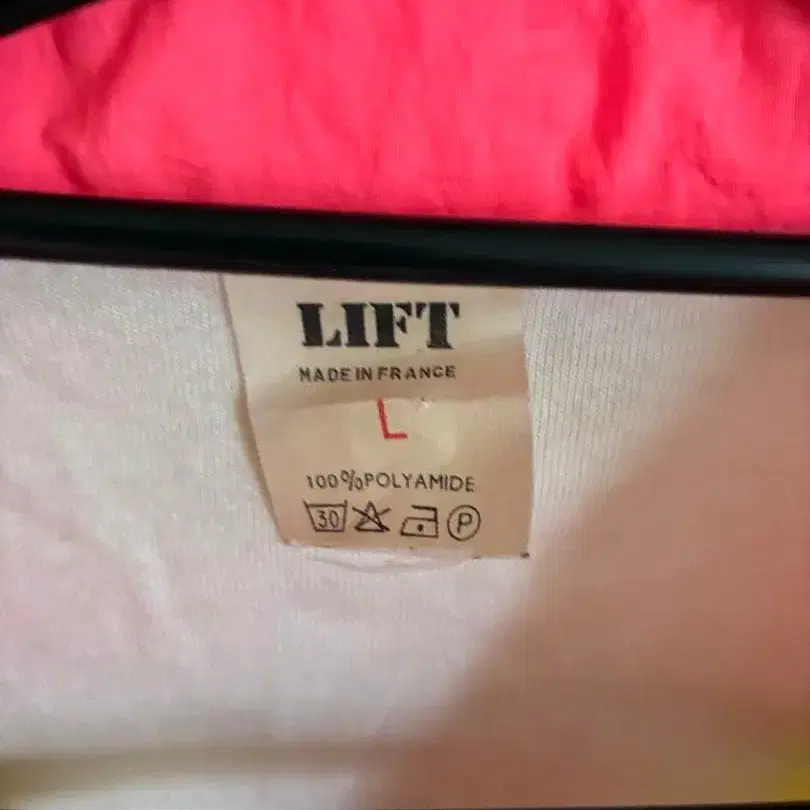 LIFT
MADE IN FRANCE
L
100% POLYAMIDE
30 P